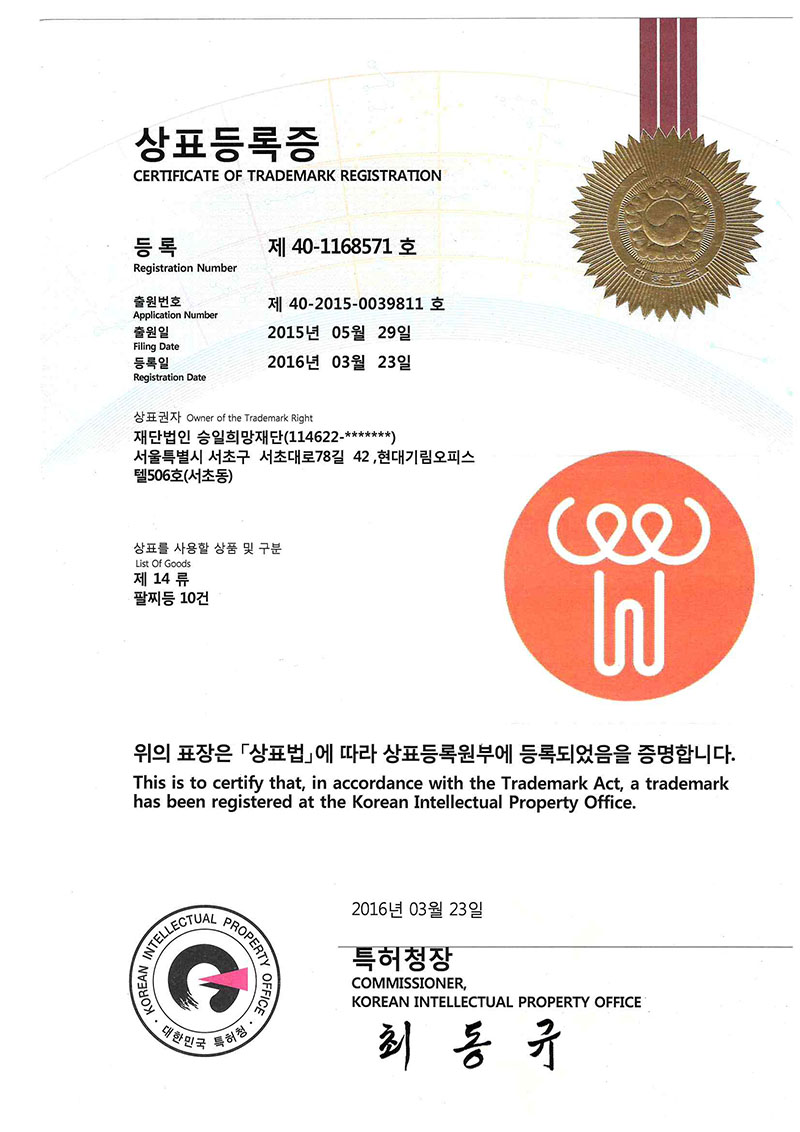 상표등록증
CERTIFICATE OF TRADEMARK REGISTRATION
등록 제 40-1168571 호
Registration Number
출원번호 제 40-2015-0039811 호
Application Number
출원일 2015년 05월 29일
Filing Date
등록일 2016년 03월 23일
Registration Date
대한민국
상표권자 Owner of the Trademark Right
재단법인 승일희망재단(114622-*******)
서울특별시 서초구 서초대로78길 42 ,현대기림오피스
텔506호(서초동)
상표를 사용할 상품 및 구분
List Of Goods
제 14 류
팔찌등 10건
위의 표장은 「상표법」에 따라 상표등록원부에 등록되었음을 증명합니다.
This is to certify that, in accordance with the Trademark Act, a trademark
has been registered at the Korean Intellectual Property Office.
2016년 03월 23일
특허청장
COMMISSIONER,
KOREAN INTELLECTUAL PROPERTY OFFICE
최동규
KOREAN INTELLECTUAL PROPERTY OFFICE
대한민국 특허청